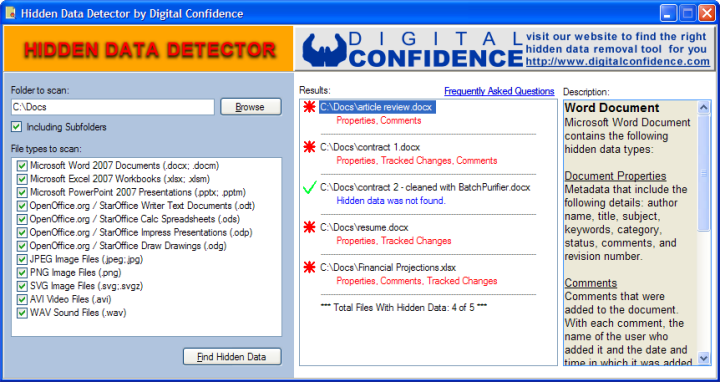 Hidden Data Detector by Digital Confidence
HIDDEN DATA DETECTOR
DIGITAL
CONFIDENCE
visit our website to find the right
hidden data removal tool for you
http://www.digitalconfidence.com
Folder to scan:
C:\Docs
Browse
Including Subfolders
File types to scan:
Microsoft Word 2007 Documents (.docx; .docm)
Microsoft Excel 2007 Workbooks (.xlsx; .xlsm)
Microsoft PowerPoint 2007 Presentations (.pptx; .pptm)
OpenOffice.org / StarOffice Writer Text Documents (.odt)
OpenOffice.org / StarOffice Calc Spreadsheets (.ods)
OpenOffice.org / StarOffice Impress Presentations (.odp)
OpenOffice.org / StarOffice Draw Drawings (.odg)
JPEG Image Files (.jpeg;.jpg)
PNG Image Files (.png)
SVG Image Files (.svg;.svgz)
AVI Video Files (.avi)
WAV Sound Files (.wav)
Find Hidden Data
Results:
Frequently Asked Questions
C:\Docs\article review.docx
Properties, Comments
C:\Docs\contract 1.docx
Properties, Tracked Changes, Comments
C:\Docs\contract 2 - cleaned with BatchPurifier.docx
Hidden data was not found.
C:\Docs\resume.docx
Properties, Tracked Changes
C:\Docs\Financial Projections.xlsx
Properties, Comments, Tracked Changes
*** Total Files With Hidden Data: 4 of 5 ***
Description:
Word Document
Microsoft Word Document
contains the following
hidden data types:
Document Properties
Metadata that include the
following details: author
name, title, subject,
keywords, category,
status, comments, and
revision number.
Comments
Comments that were
added to the document.
With each comment, the
name of the user who
added it and the date and
time in which it was added